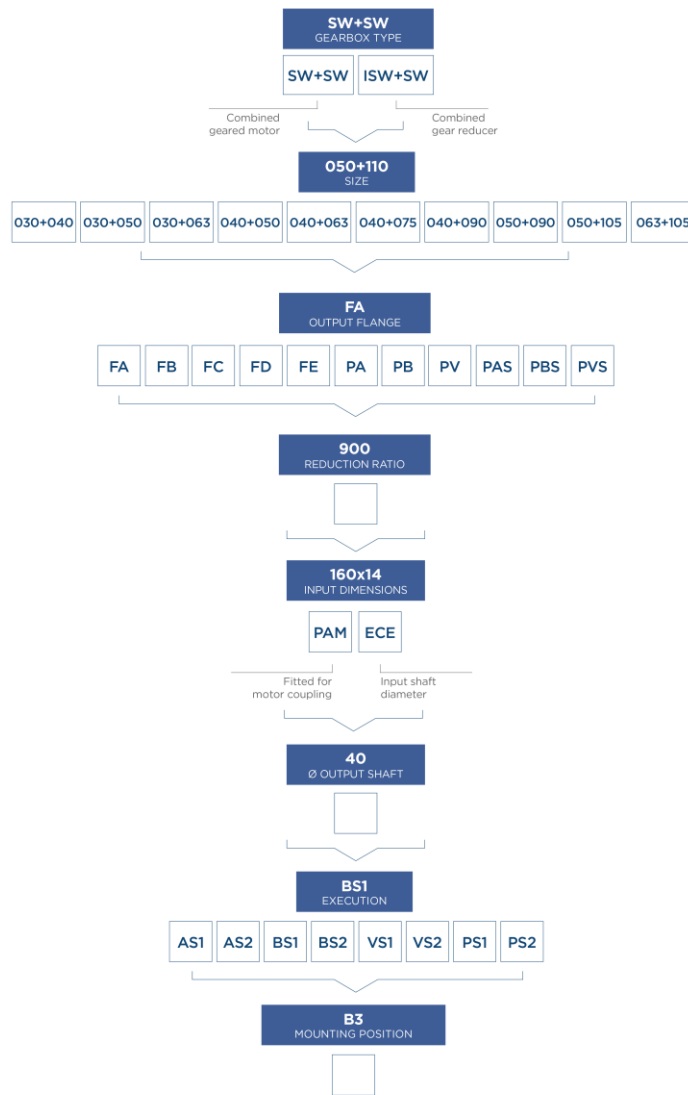 SW+SW
GEARBOX TYPE
SW+SW ISW+SW
Combined geared motor
Combined gear reducer
050+110
SIZE
030+040 030+050 030+063 040+050 040+063 040+075 040+090 050+090 050+105 063+105
FA
OUTPUT FLANGE
FA FB FC FD FE PA PB PV PAS PBS PVS
900
REDUCTION RATIO
160x14
INPUT DIMENSIONS
PAM ECE
Fitted for motor coupling
Input shaft diameter
40
Ø OUTPUT SHAFT
BS1
EXECUTION
AS1 AS2 BS1 BS2 VS1 VS2 PS1 PS2
B3
MOUNTING POSITION